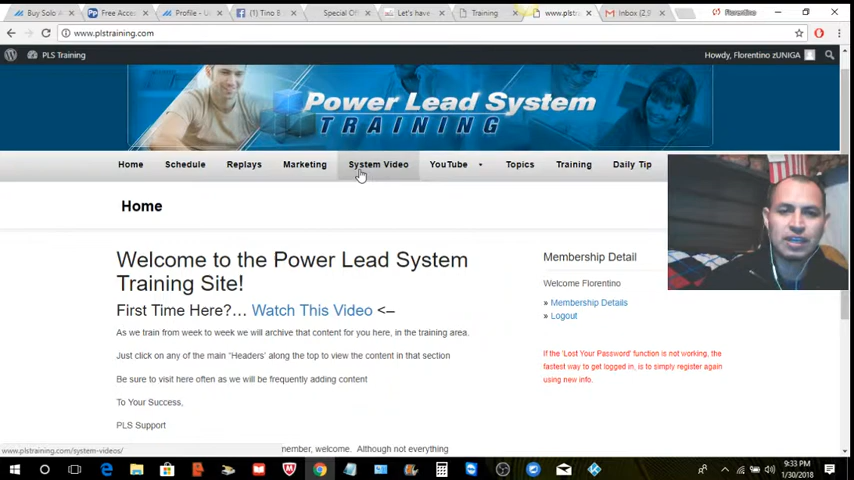 Buy Solo A
Free Acces
Profile - U
(1) Tino B
Special Off
Let's have
Training
www.plst
Inbox (2,9
Florentino
www.plstraining.com
PLS Training
Howdy, Florentino zUNIGA
Power Lead System
TRAINING
Home Schedule Replays Marketing System Video YouTube Topics Training Daily Tip
Home
Welcome to the Power Lead System
Training Site!
First Time Here?... Watch This Video <–
As we train from week to week we will archive that content for you here, in the training area.
Just click on any of the main “Headers’ along the top to view the content in that section
Be sure to visit here often as we will be frequently adding content
To Your Success,
PLS Support
member, welcome. Although not everything
Membership Detail
Welcome Florentino
» Membership Details
» Logout
If the 'Lost Your Password' function is not working, the
fastest way to get logged in, is to simply register again
using new info.
www.plstraining.com/system-videos/
9:33 PM
1/30/2018